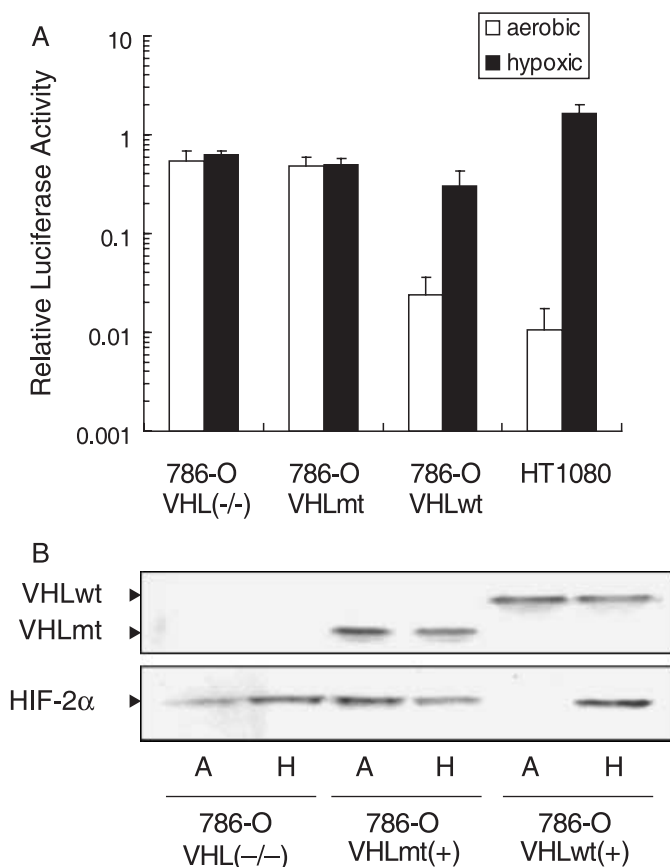 A
aerobic
hypoxic
Relative Luciferase Activity
10
1
0.1
0.01
0.001
786-O
VHL(-/-)
786-O
VHLmt
786-O
VHLwt
HT1080
B
VHLwt
VHLmt
HIF-2α
A H A H A H
786-O
VHL(−/−)
786-O
VHLmt(+)
786-O
VHLwt(+)